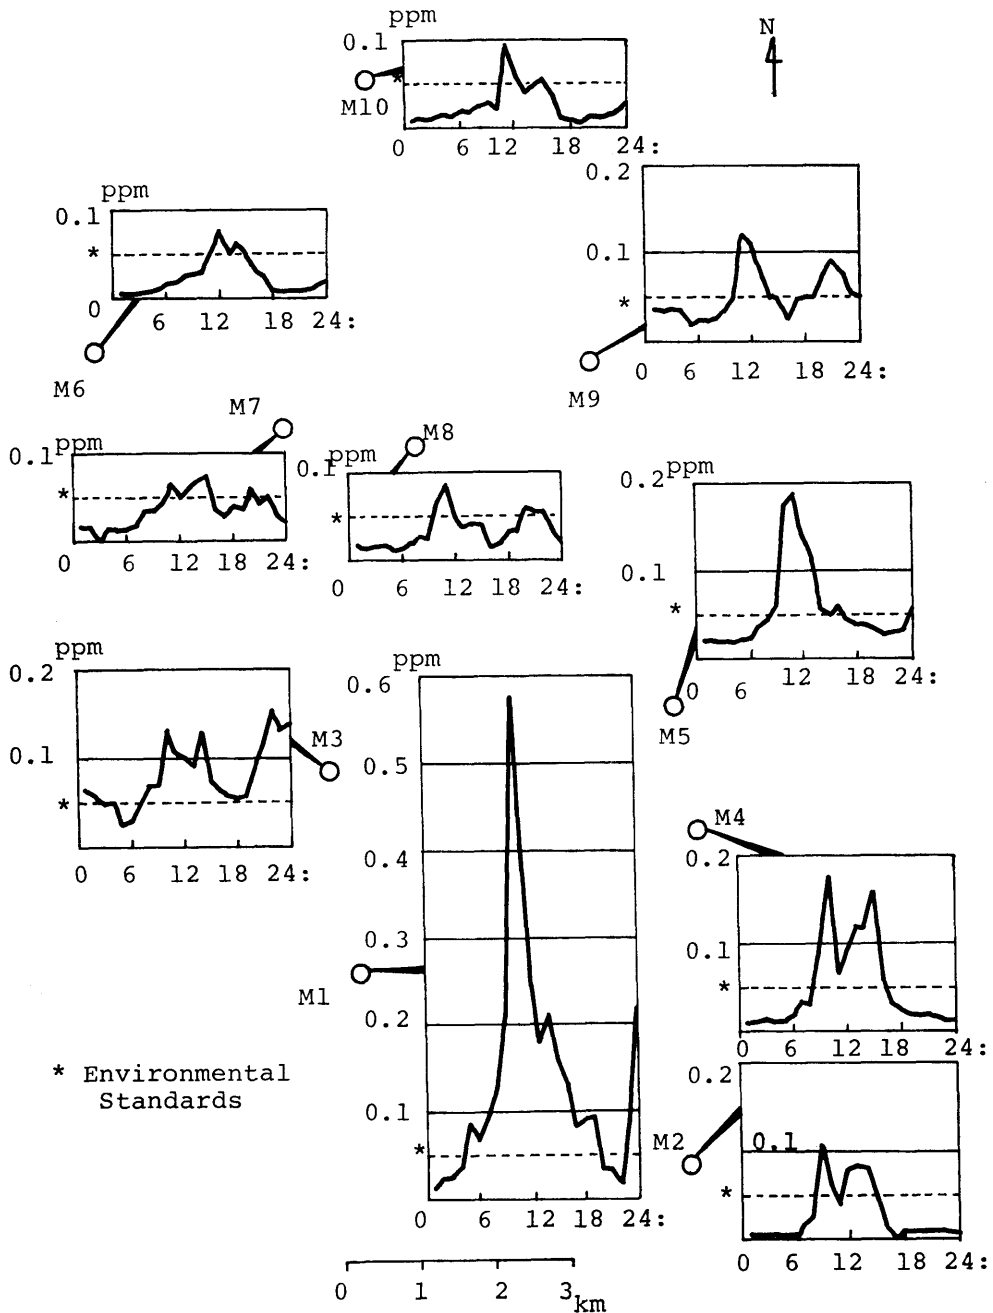 ppm
0.1
*
M10
0 6 12 18 24:
N
ppm
0.1
*
0
6 12 18 24:
M6
0.2
0.1
*
0 6 12 18 24:
M9
M7
0.1 ppm
*
0 6 12 18 24:
M8
0.1 ppm
*
0 6 12 18 24:
0.2 ppm
0.1
*
0 6 12 18 24:
M5
ppm
0.2
0.1
*
0 6 12 18 24:
M3
ppm
0.6
0.5
0.4
0.3
0.2
0.1
*
0 6 12 18 24:
M1
M4
0.2
0.1
*
0 6 12 18 24:
0.2
0.1
*
0 6 12 18 24:
M2
* Environmental
Standards
0 1 2 3 km